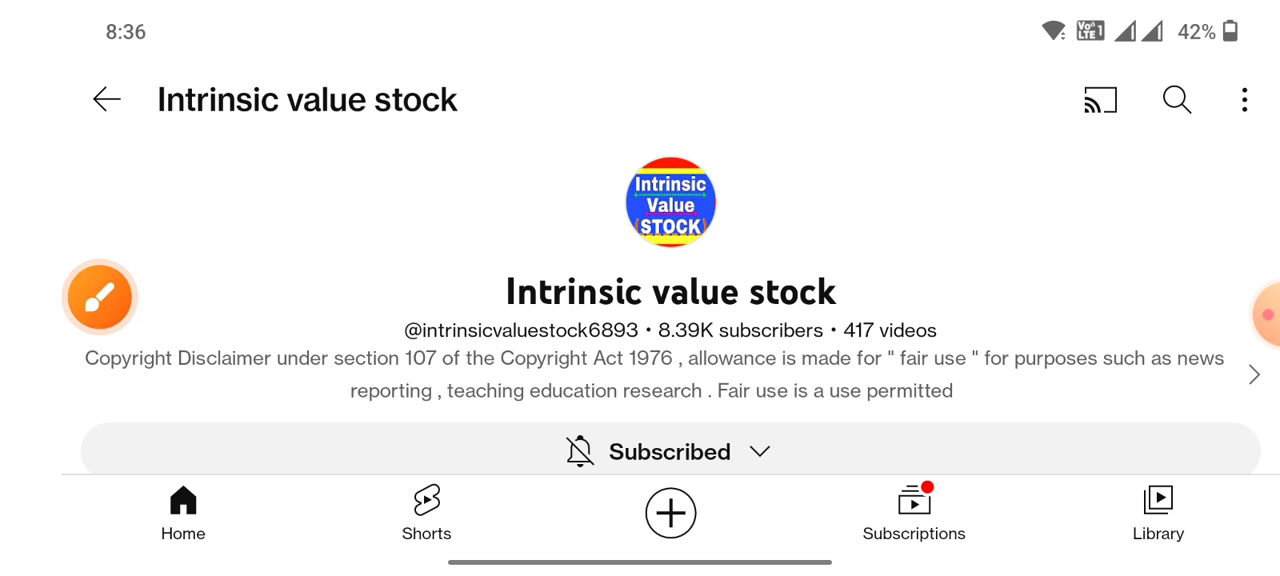 8:36
Vo)) LTE1 42%
Intrinsic value stock
Intrinsic
Value
(STOCK)
Intrinsic value stock
@intrinsicvaluestock6893 • 8.39K subscribers • 417 videos
Copyright Disclaimer under section 107 of the Copyright Act 1976 , allowance is made for " fair use " for purposes such as news
reporting , teaching education research . Fair use is a use permitted
Subscribed
Home Shorts Subscriptions Library